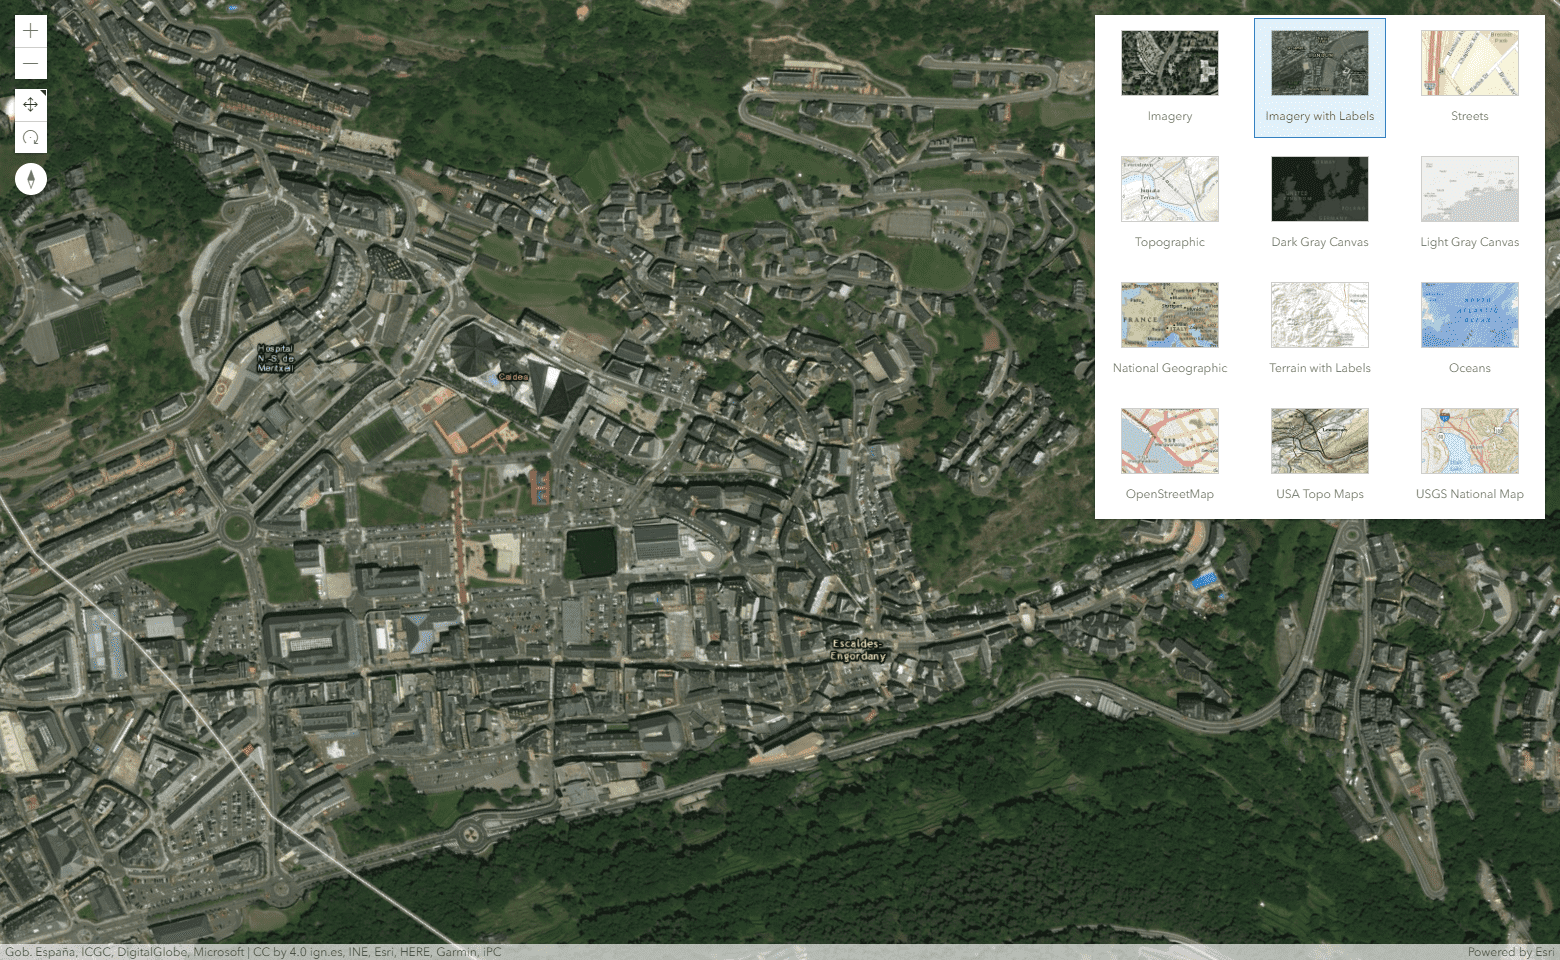 Imagery
Imagery with Labels
Streets
Topographic
Dark Gray Canvas
Light Gray Canvas
National Geographic
Terrain with Labels
Oceans
OpenStreetMap
USA Topo Maps
USGS National Map
Hospital
N -S de
Meritxell
Caldea
Escaldes-
Engordany
Gob. España, ICGC, DigitalGlobe, Microsoft | CC by 4.0 ign.es, INE, Esri, HERE, Garmin, iPC
Powered by Esri